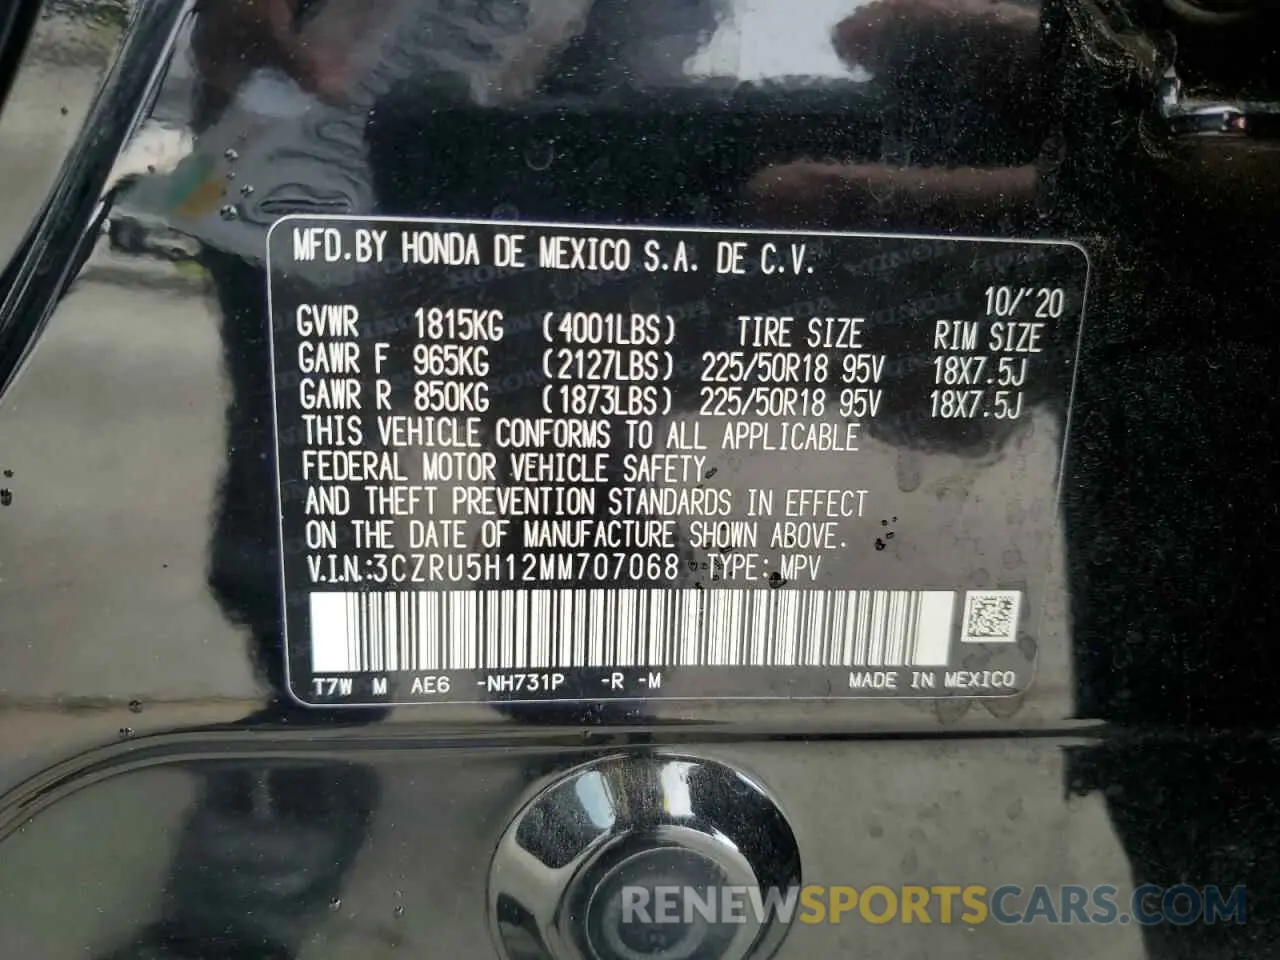 MFD.BY HONDA DE MEXICO S.A. DE C.V.
10/'20
GVWR 1815KG (4001LBS) TIRE SIZE RIM SIZE
GAWR F 965KG (2127LBS) 225/50R18 95V 18X7.5J
GAWR R 850KG (1873LBS) 225/50R18 95V 18X7.5J
THIS VEHICLE CONFORMS TO ALL APPLICABLE
FEDERAL MOTOR VEHICLE SAFETY
AND THEFT PREVENTION STANDARDS IN EFFECT
ON THE DATE OF MANUFACTURE SHOWN ABOVE.
V.I.N.:3CZRU5H12MM707068 TYPE: MPV
T7W M AE6 -NH731P -R -M MADE IN MEXICO
RENEWSPORTSCARS.COM